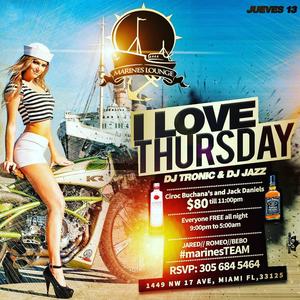 JUEVES 13
MARINES LOUNGE
I LOVE
THURSDAY
DJ TRONIC & DJ JAZZ
Ciroc Buchana's and Jack Daniels
$80 till 11:00pm
Everyone FREE all night
9:00pm to 5:00am
JARED// ROMEO//BEBO
#marinesTEAM
RSVP: 305 684 5464
1449 NW 17 AVE, MIAMI FL,33125